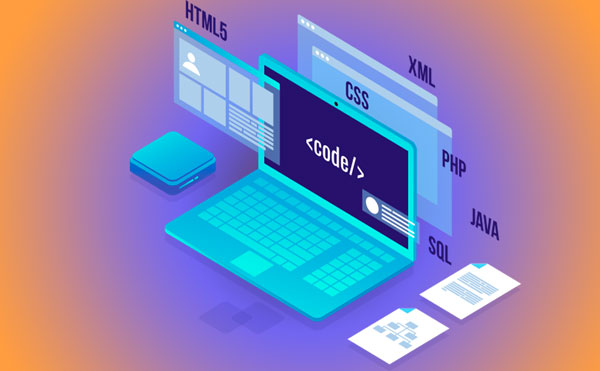 HTML5
XML
CSS
<code/>
PHP
JAVA
SQL